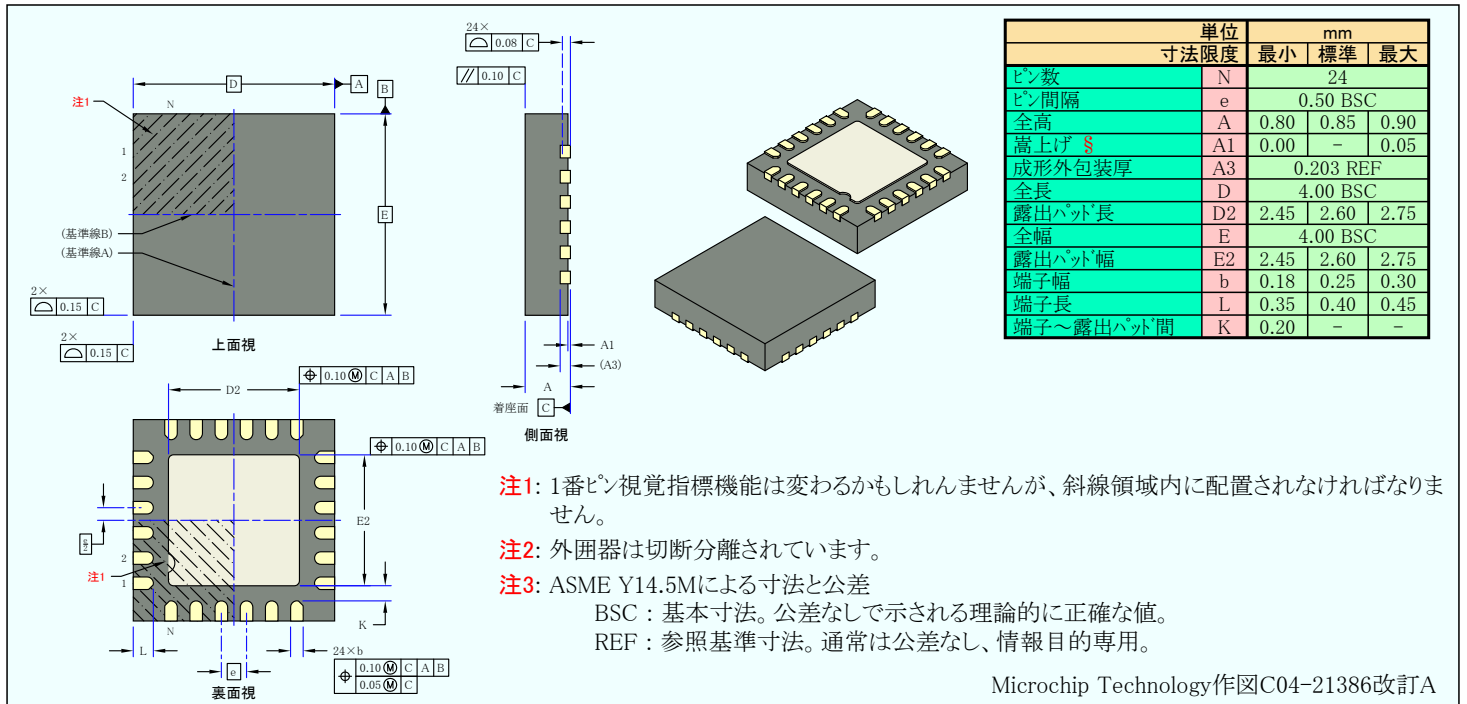 24×
0.08 C
0.10 C
D
A
B
注1
N
1
2
E
(基準線B)
(基準線A)
2×
0.15 C
2×
0.15 C
上面視
A1
(A3)
A
着座面 C
側面視
単位 mm
寸法限度 最小 標準 最大
ピン数 N 24
ピン間隔 e 0.50 BSC
全高 A 0.80 0.85 0.90
嵩上げ § A1 0.00 - 0.05
成形外包装厚 A3 0.203 REF
全長 D 4.00 BSC
露出パッド長 D2 2.45 2.60 2.75
全幅 E 4.00 BSC
露出パッド幅 E2 2.45 2.60 2.75
端子幅 b 0.18 0.25 0.30
端子長 L 0.35 0.40 0.45
端子～露出パッド間 K 0.20 - -
0.10 Ⓜ C A B
D2
0.10 Ⓜ C A B
E2
e/2
2
注1
1
N
K
L
e
24×b
0.10 Ⓜ C A B
0.05 Ⓜ C
裏面視
注1: 1番ピン視覚指標機能は変わるかもしれんませんが、斜線領域内に配置されなければなりま
せん。
注2: 外囲器は切断分離されています。
注3: ASME Y14.5Mによる寸法と公差
BSC : 基本寸法。公差なしで示される理論的に正確な値。
REF : 参照基準寸法。通常は公差なし、情報目的専用。
Microchip Technology作図C04-21386改訂A